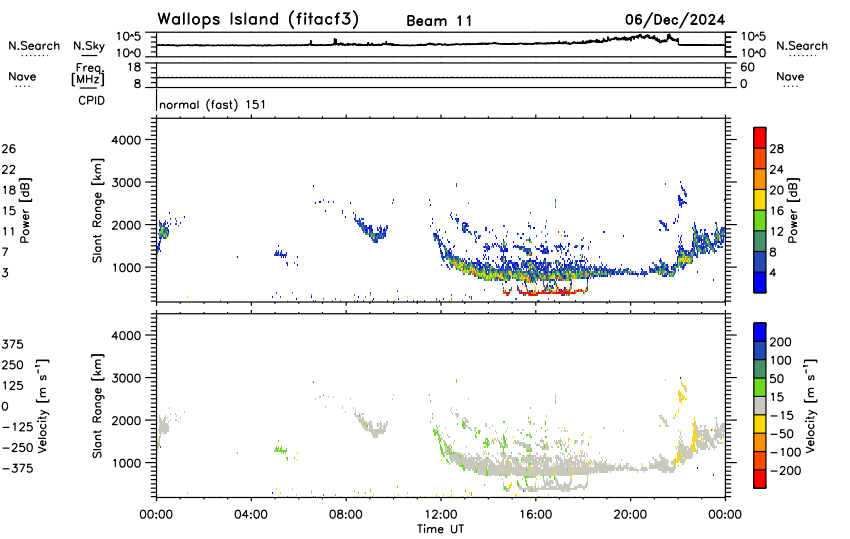 Wallops Island (fitacf3) Beam 11 06/Dec/2024
N.Search N.Sky 10^5 10^0 10^5 10^0 N.Search
Nave Freq. [MHz] 18 8 60 0 Nave
CPID normal (fast) 151
Power [dB] 26 22 18 15 11 7 3
Slant Range [km] 4000 3000 2000 1000
28 24 20 16 12 8 4 Power [dB]
375 250 125 0 −125 −250 −375 Velocity [m s⁻¹]
Slant Range [km] 4000 3000 2000 1000
200 100 50 15 −15 −50 −100 −200 Velocity [m s⁻¹]
00:00 04:00 08:00 12:00 16:00 20:00 00:00
Time UT